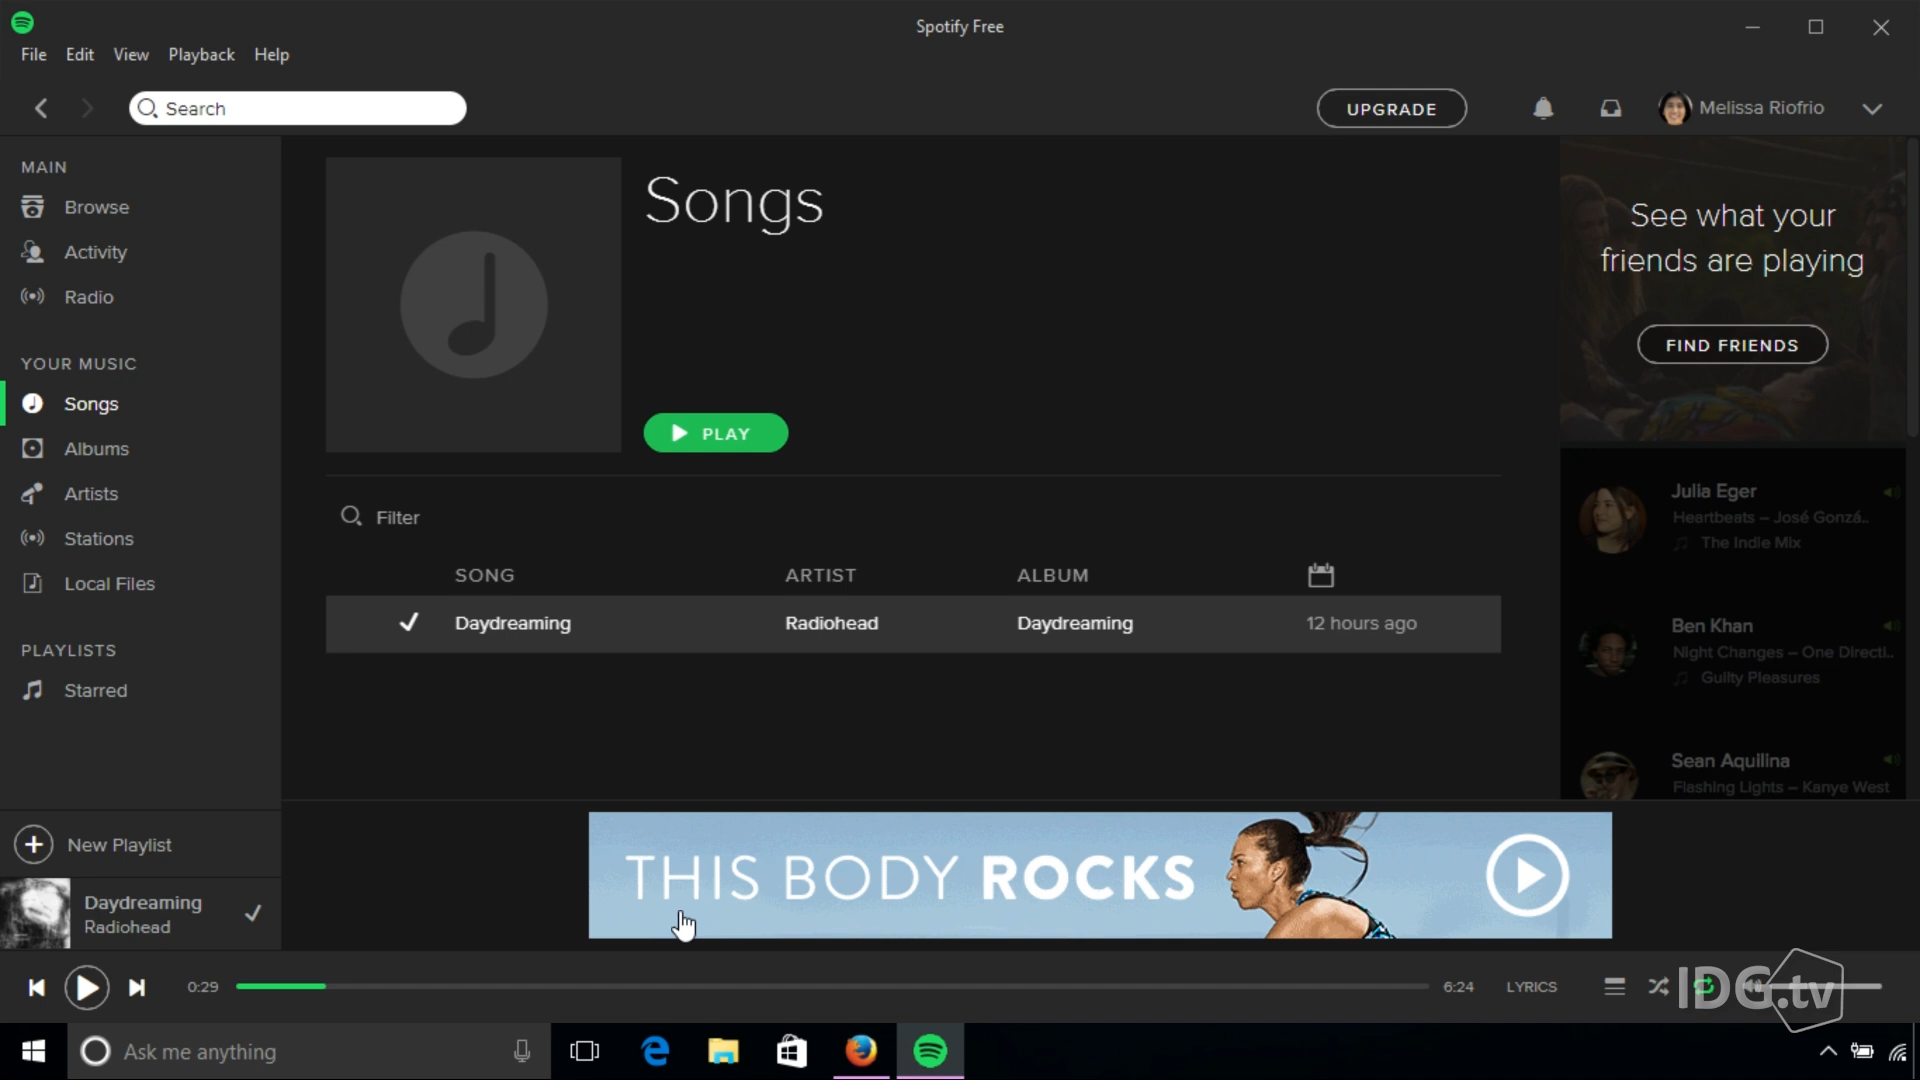 Spotify Free
File Edit View Playback Help
Search
UPGRADE
Melissa Riofrio
MAIN
Browse
Activity
Radio
YOUR MUSIC
Songs
Albums
Artists
Stations
Local Files
PLAYLISTS
Starred
New Playlist
Daydreaming
Radiohead
Songs
PLAY
Filter
SONG ARTIST ALBUM
Daydreaming Radiohead Daydreaming 12 hours ago
See what your
friends are playing
FIND FRIENDS
Julia Eger
Heartbeats – José Gonzá..
The Indie Mix
Ben Khan
Night Changes – One Directi..
Guilty Pleasures
Sean Aquilina
Flashing Lights – Kanye West
THIS BODY ROCKS
0:29 6:24 LYRICS
IDG.tv
Ask me anything